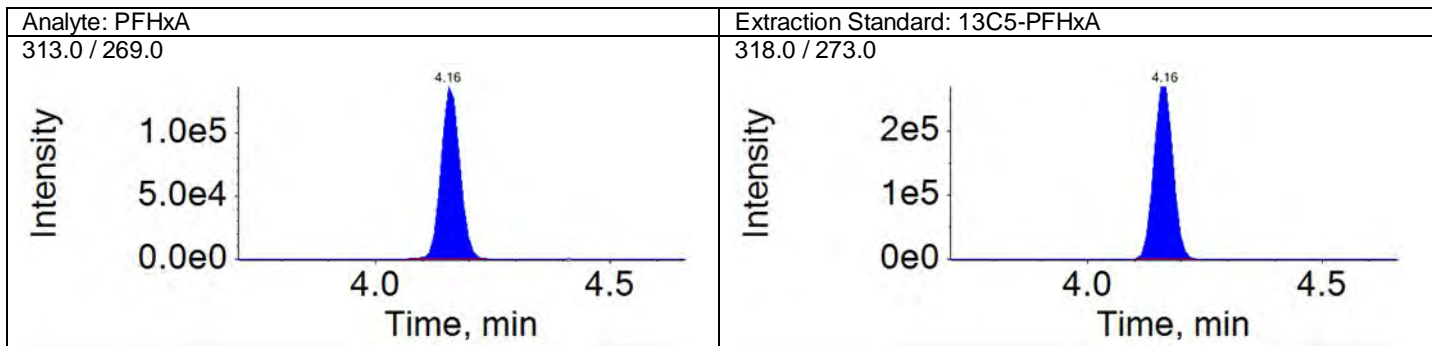 Analyte: PFHxA
313.0 / 269.0
4.16
Intensity
1.0e5
5.0e4
0.0e0
4.0 4.5
Time, min
Extraction Standard: 13C5-PFHxA
318.0 / 273.0
4.16
Intensity
2e5
1e5
0e0
4.0 4.5
Time, min